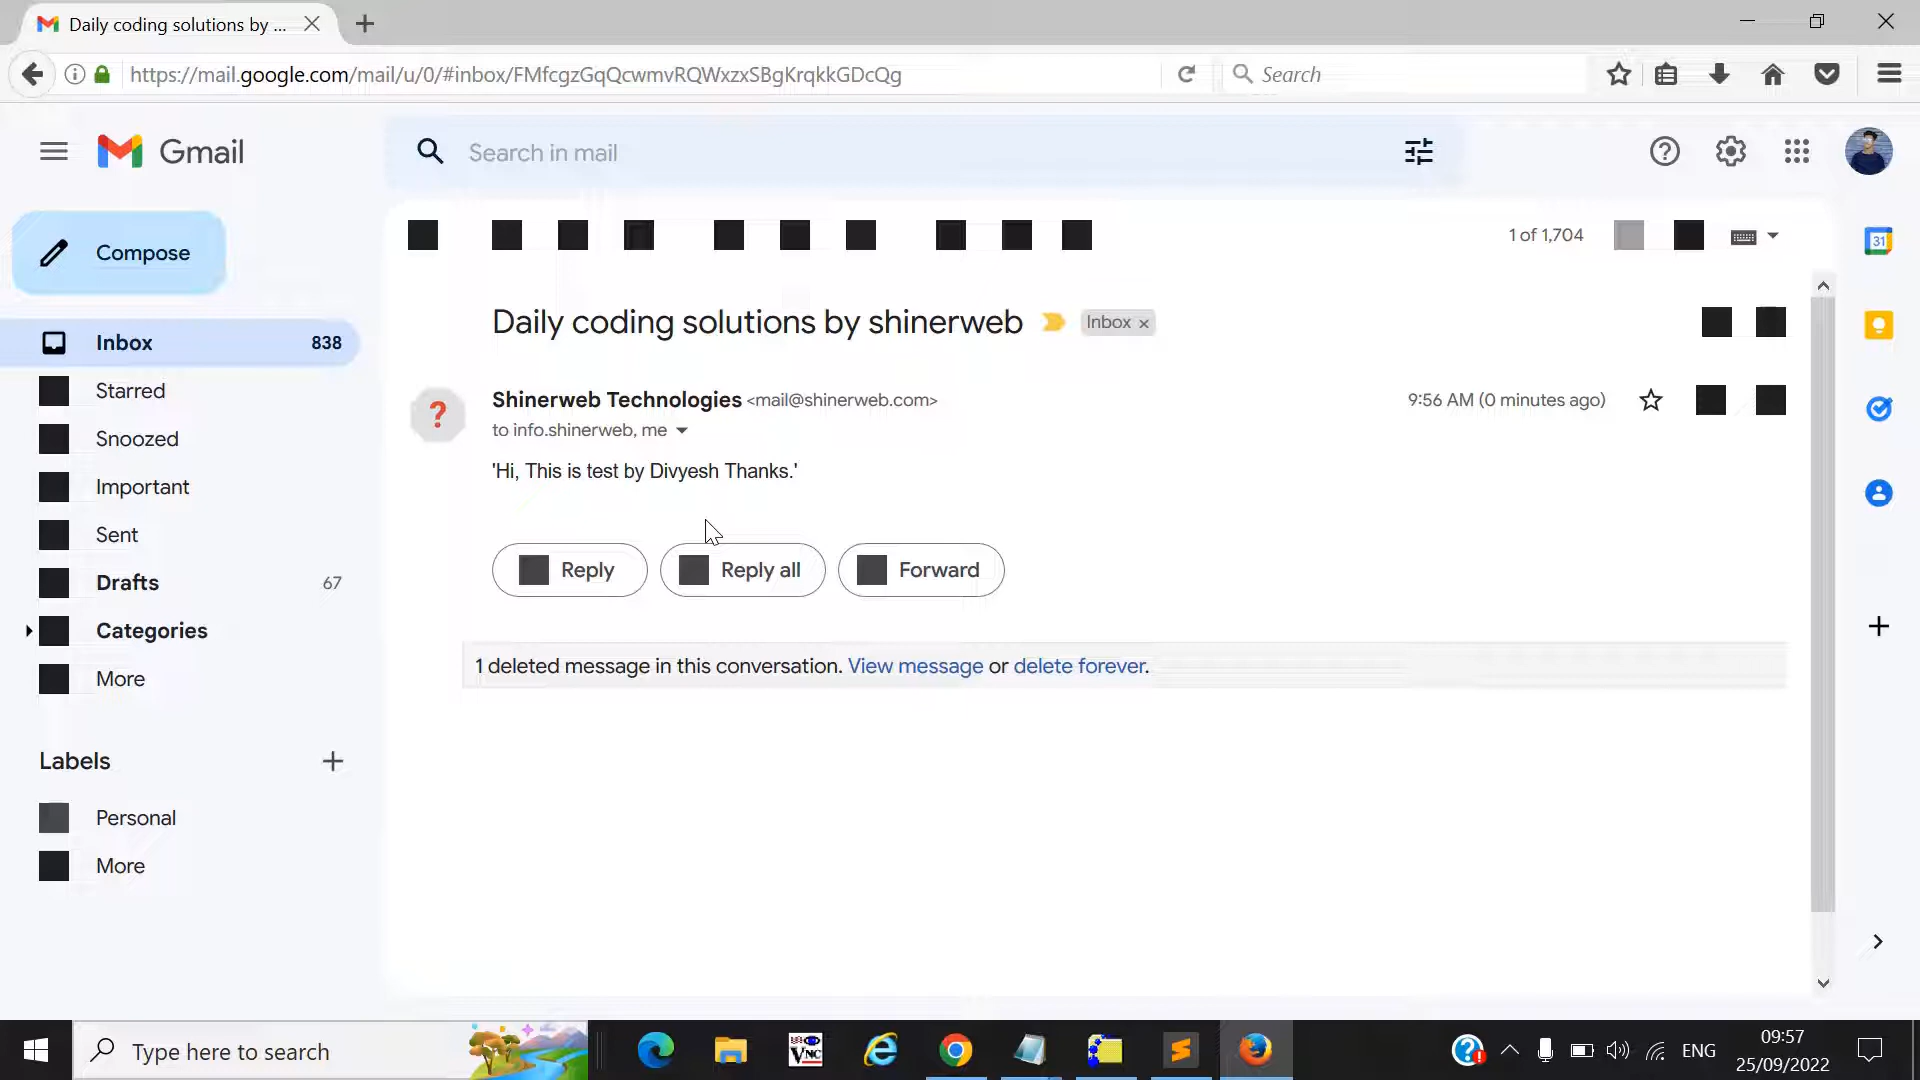 Daily coding solutions by ...
https://mail.google.com/mail/u/0/#inbox/FMfcgzGqQcwmvRQWxzxSBgKrqkkGDcQg
Search
Gmail
Search in mail
Compose
1 of 1,704
31
Daily coding solutions by shinerweb
Inbox ×
Inbox 838
Starred
Snoozed
Important
Sent
Drafts 67
Categories
More
Labels
Personal
More
Shinerweb Technologies <mail@shinerweb.com>
9:56 AM (0 minutes ago)
to info.shinerweb, me
'Hi, This is test by Divyesh Thanks.'
Reply
Reply all
Forward
1 deleted message in this conversation. View message or delete forever.
Type here to search
VNC
ENG
09:57
25/09/2022